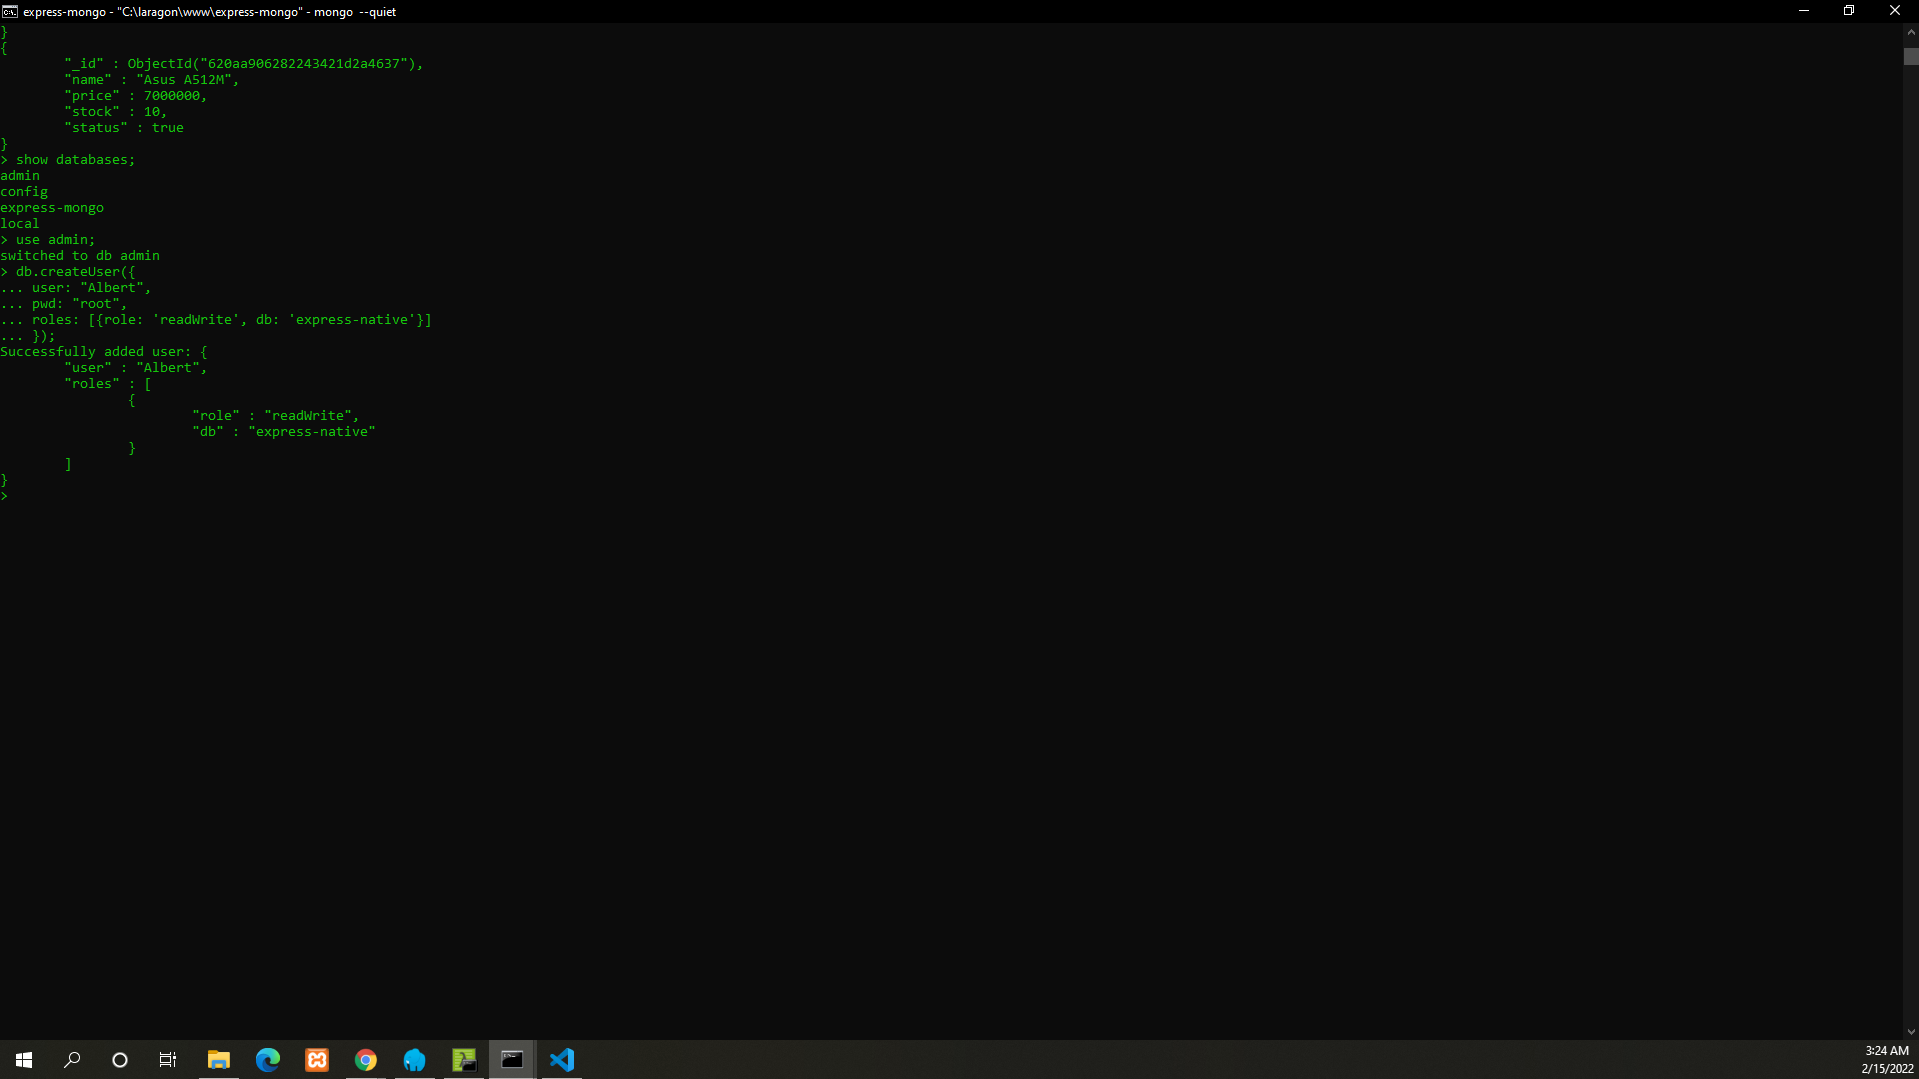 express-mongo - "C:\laragon\www\express-mongo" - mongo  --quiet
}
{
        "_id" : ObjectId("620aa906282243421d2a4637"),
        "name" : "Asus A512M",
        "price" : 7000000,
        "stock" : 10,
        "status" : true
}
> show databases;
admin
config
express-mongo
local
> use admin;
switched to db admin
> db.createUser({
... user: "Albert",
... pwd: "root",
... roles: [{role: 'readWrite', db: 'express-native'}]
... });
Successfully added user: {
        "user" : "Albert",
        "roles" : [
                {
                        "role" : "readWrite",
                        "db" : "express-native"
                }
        ]
}
>
3:24 AM
2/15/2022